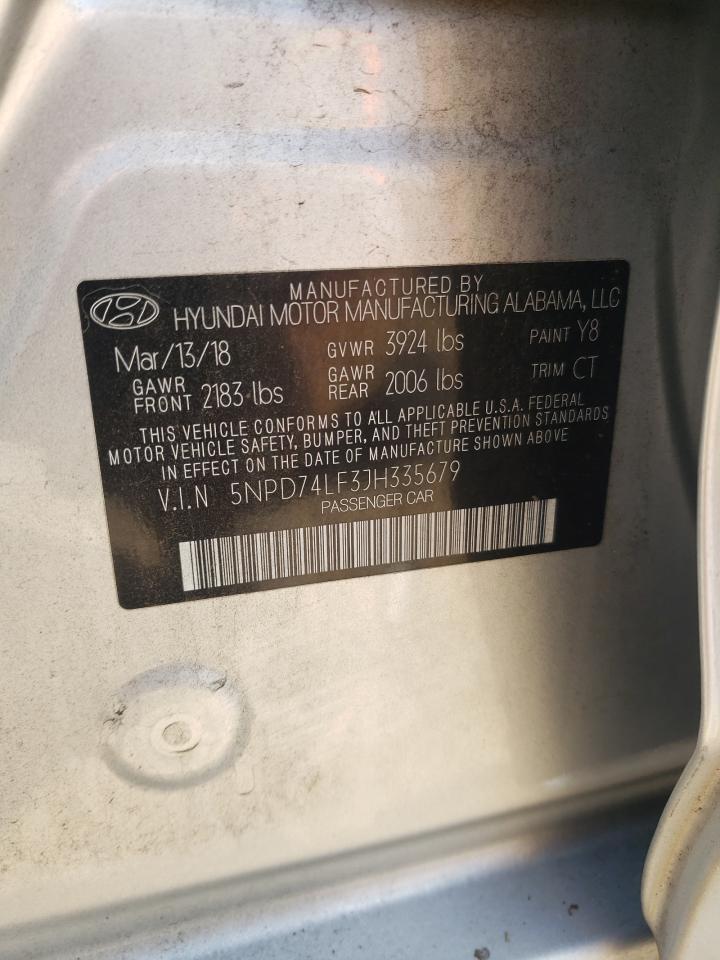 MANUFACTURED BY
HYUNDAI MOTOR MANUFACTURING ALABAMA, LLC
Mar/13/18 GVWR 3924 lbs PAINT Y8
GAWR FRONT 2183 lbs GAWR REAR 2006 lbs TRIM CT
THIS VEHICLE CONFORMS TO ALL APPLICABLE U.S.A. FEDERAL
MOTOR VEHICLE SAFETY, BUMPER, AND THEFT PREVENTION STANDARDS
IN EFFECT ON THE DATE OF MANUFACTURE SHOWN ABOVE
V.I.N 5NPD74LF3JH335679
PASSENGER CAR